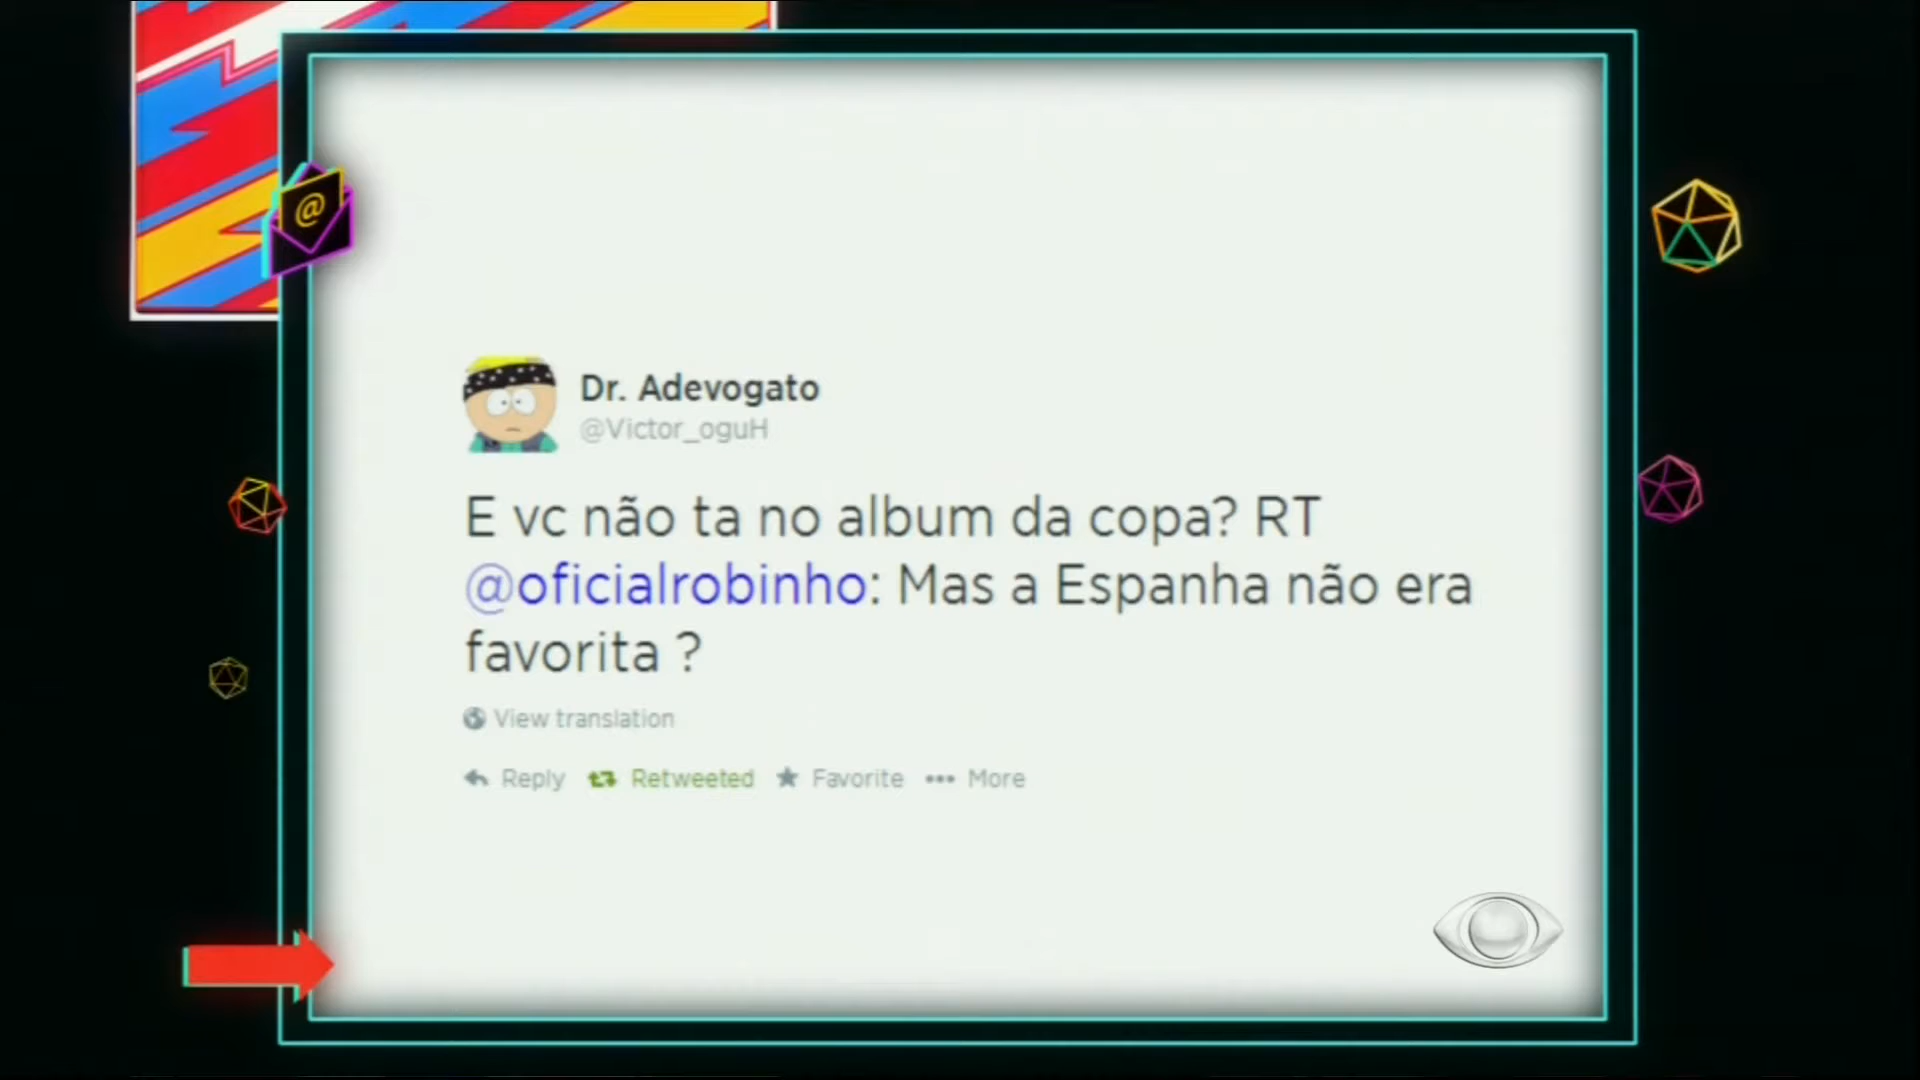 @
Dr. Adevogato
@Victor_oguH
E vc não ta no album da copa? RT
@oficialrobinho: Mas a Espanha não era
favorita ?
View translation
Reply Retweeted Favorite More